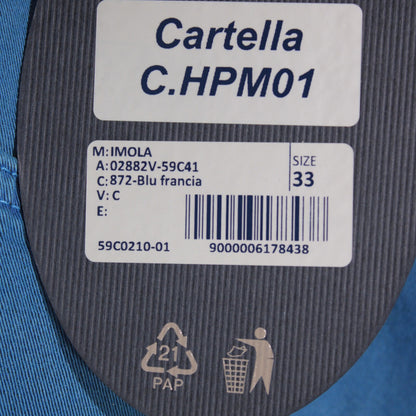 Cartella
C.HPM01
M: IMOLA
A: 02882V-59C41
C: 872-Blu francia
V: C
E:
SIZE
33
59C0210-01
9000006178438
21
PAP